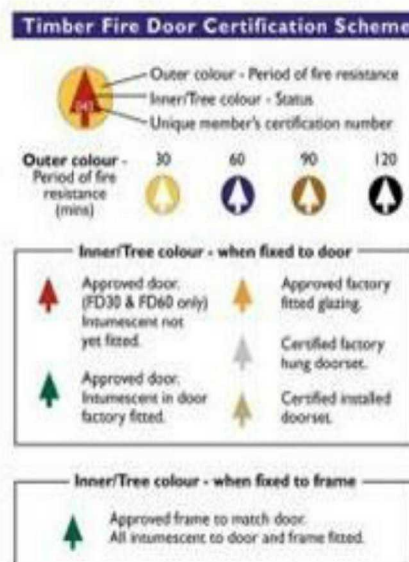 Timber Fire Door Certification Scheme
Outer colour - Period of fire resistance
Inner/Tree colour - Status
Unique member's certification number
Outer colour -
Period of fire
resistance
(mins)
30 60 90 120
Inner/Tree colour - when fixed to door
Approved door.
(FD30 & FD60 only)
Intumescent not
yet fitted.
Approved door.
Intumescent in door
factory fitted.
Approved factory
fitted glazing.
Certified factory
hung doorset.
Certified installed
doorset.
Inner/Tree colour - when fixed to frame
Approved frame to match door.
All intumescent to door and frame fitted.